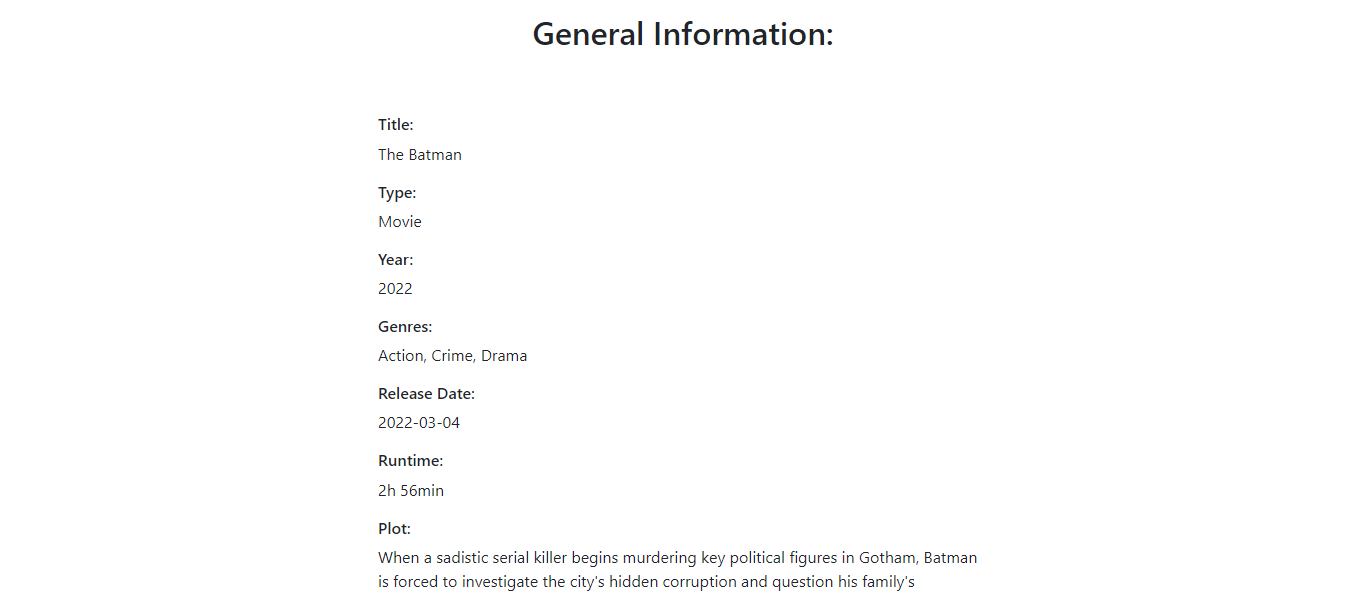 General Information:
Title:
The Batman
Type:
Movie
Year:
2022
Genres:
Action, Crime, Drama
Release Date:
2022-03-04
Runtime:
2h 56min
Plot:
When a sadistic serial killer begins murdering key political figures in Gotham, Batman
is forced to investigate the city's hidden corruption and question his family's